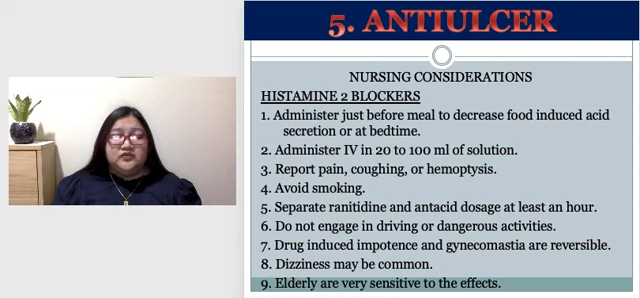 5. ANTIULCER
NURSING CONSIDERATIONS
HISTAMINE 2 BLOCKERS
1. Administer just before meal to decrease food induced acid
secretion or at bedtime.
2. Administer IV in 20 to 100 ml of solution.
3. Report pain, coughing, or hemoptysis.
4. Avoid smoking.
5. Separate ranitidine and antacid dosage at least an hour.
6. Do not engage in driving or dangerous activities.
7. Drug induced impotence and gynecomastia are reversible.
8. Dizziness may be common.
9. Elderly are very sensitive to the effects.